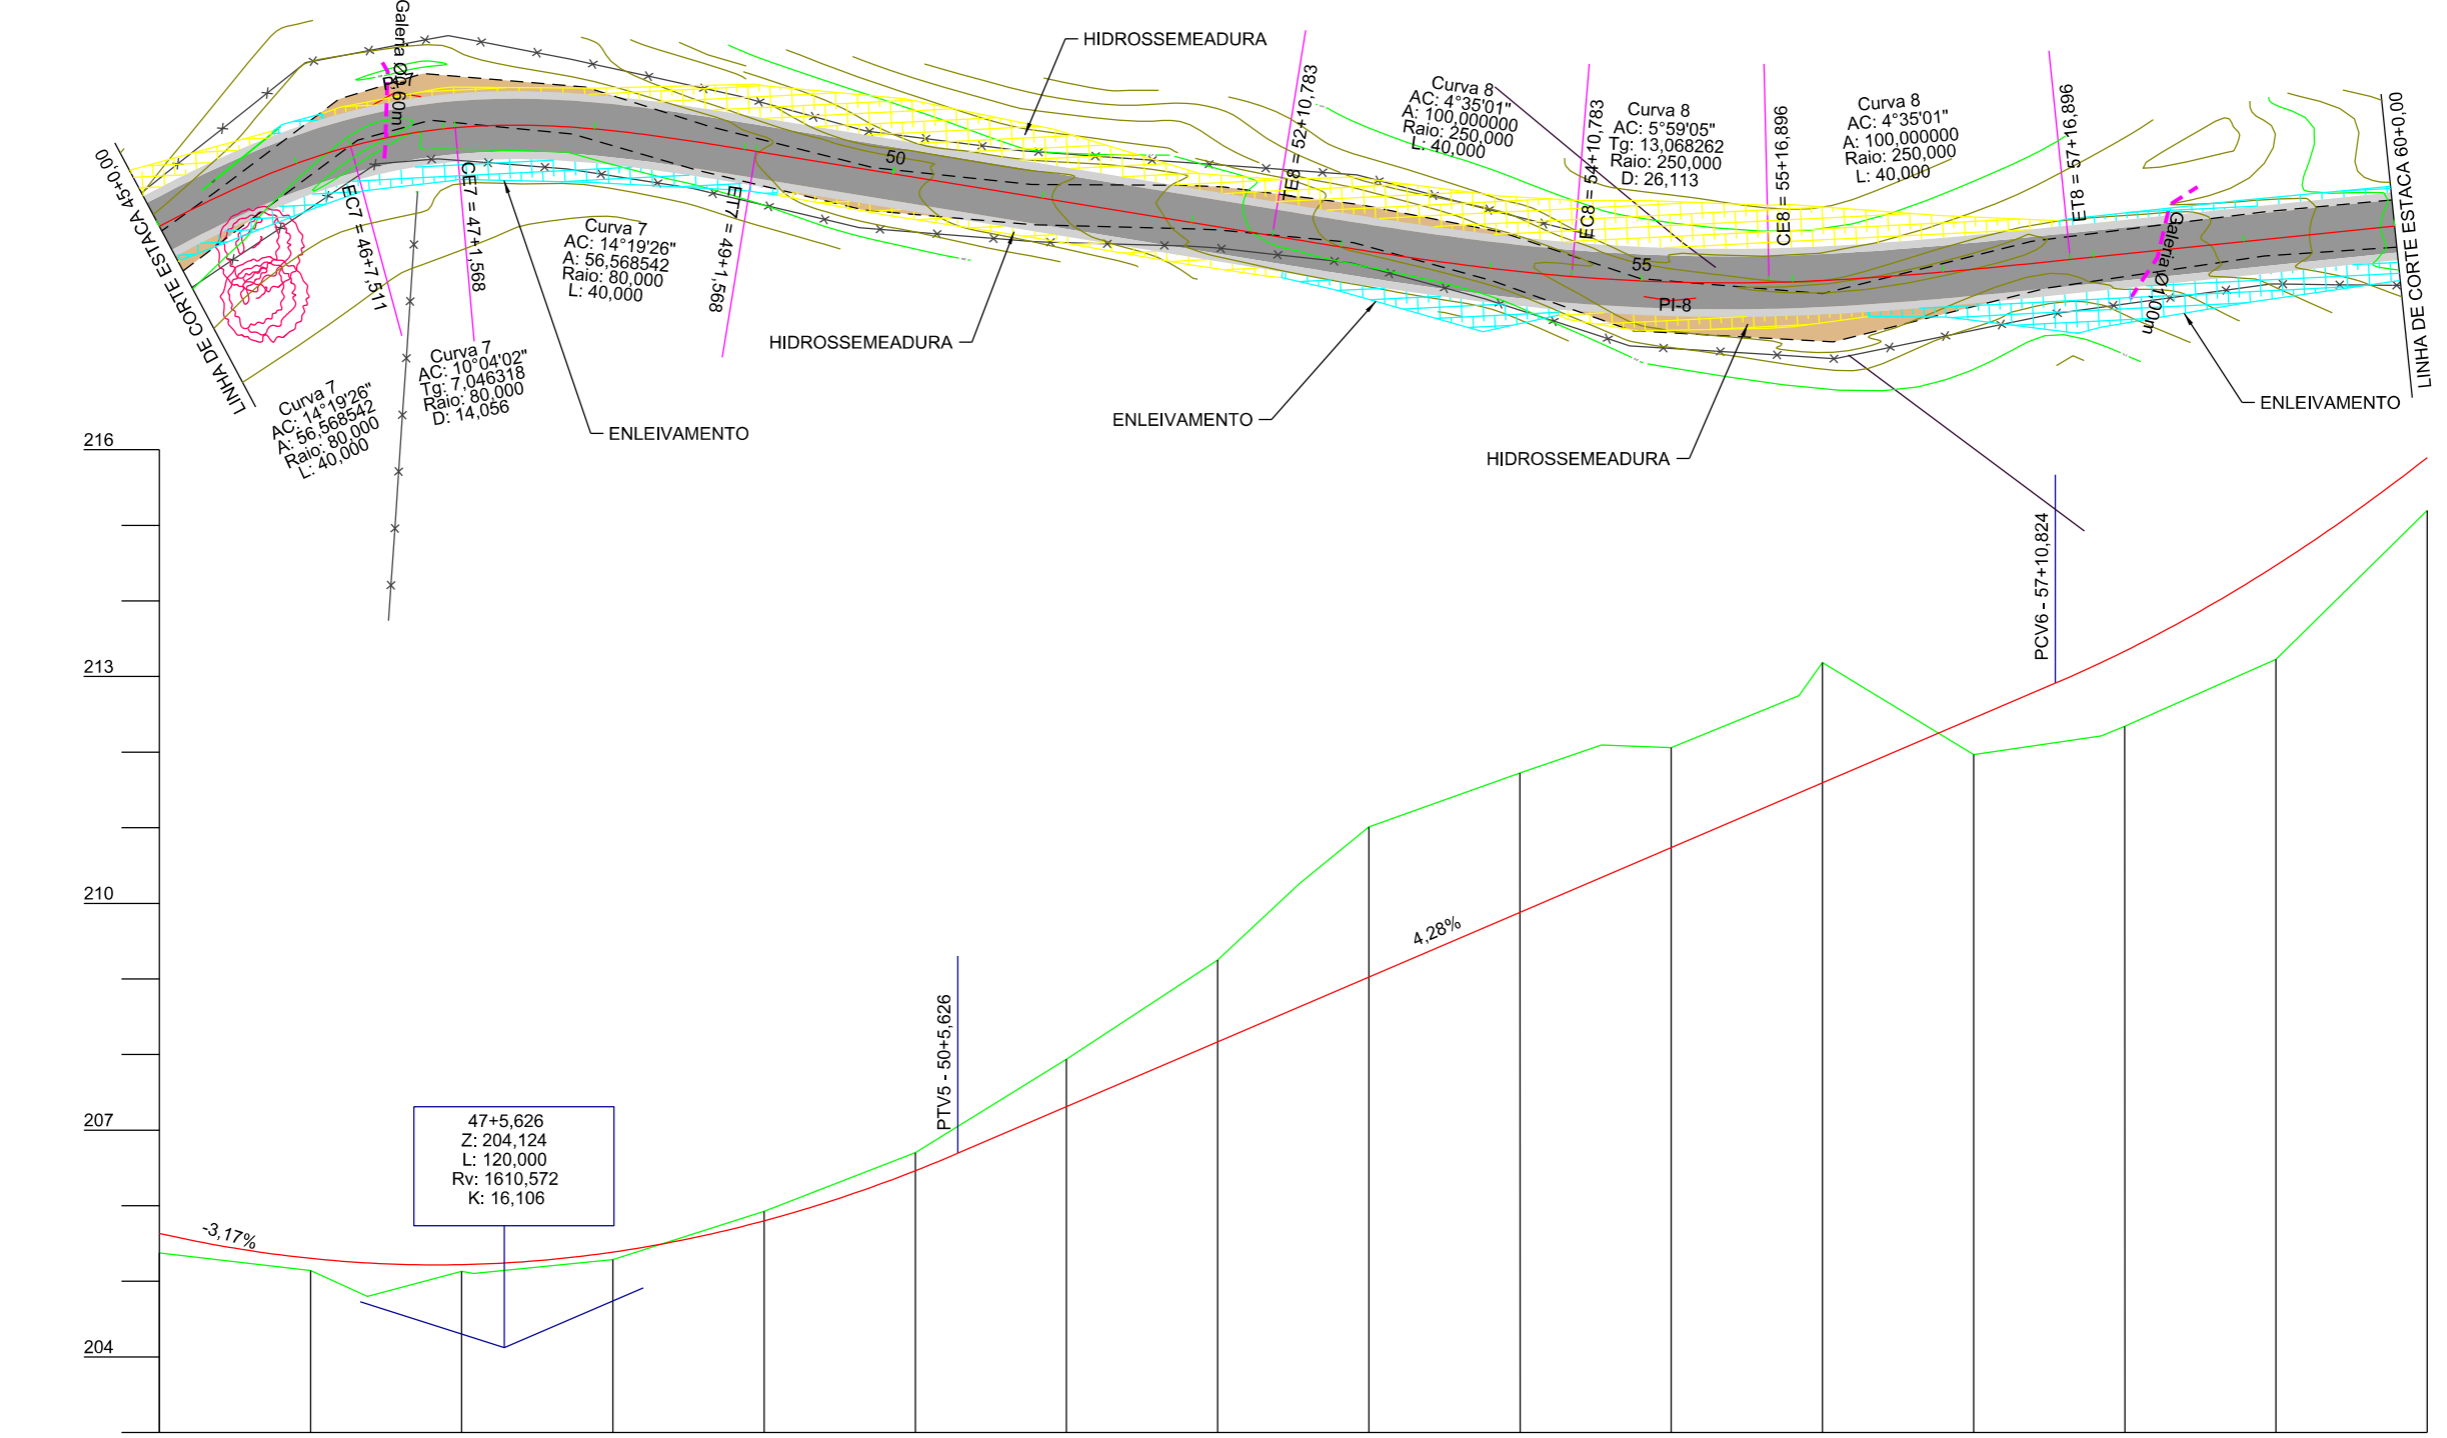 Galeria Ø0,60m
HIDROSSEMEADURA
LINHA DE CORTE ESTACA 45+0,00
EC7 = 46+7,511
CE7 = 47+1,568
ET7 = 49+1,568
50
TE8 = 52+10,783
EC8 = 54+10,783
CE8 = 55+16,896
ET8 = 57+16,896
Galeria Ø1,00m
LINHA DE CORTE ESTACA 60+0,00
Curva 8
AC: 4°35'01"
A: 100,000000
Raio: 250,000
L: 40,000
Curva 8
AC: 5°59'05"
Tg: 13,068262
Raio: 250,000
D: 26,113
Curva 8
AC: 4°35'01"
A: 100,000000
Raio: 250,000
L: 40,000
Curva 7
AC: 14°19'26"
A: 56,568542
Raio: 80,000
L: 40,000
55
PI-8
HIDROSSEMEADURA
Curva 7
AC: 10°04'02"
Tg: 7,046318
Raio: 80,000
D: 14,056
Curva 7
AC: 14°19'26"
A: 56,568542
Raio: 80,000
L: 40,000
ENLEIVAMENTO
ENLEIVAMENTO
HIDROSSEMEADURA
ENLEIVAMENTO
216
213
210
207
204
PCV6 - 57+10,824
4,28%
PTV5 - 50+5,626
47+5,626
Z: 204,124
L: 120,000
Rv: 1610,572
K: 16,106
-3,17%